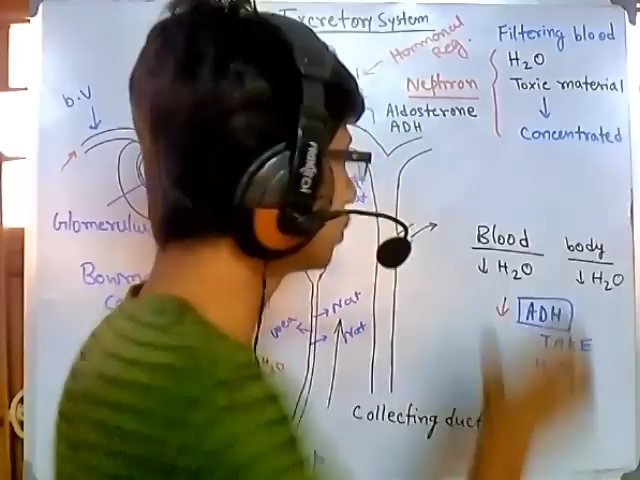 Excretory System
Hormonal
Reg.
Filtering blood
H₂O
Toxic material
↓
Concentrated
Nephron
Aldosterone
ADH
b.V
Glomerulu
Bowm
Blood
↓ H₂O
body
↓ H₂O
↓ ADH
TAKE
Urea
Na+
Na+
Collecting duct